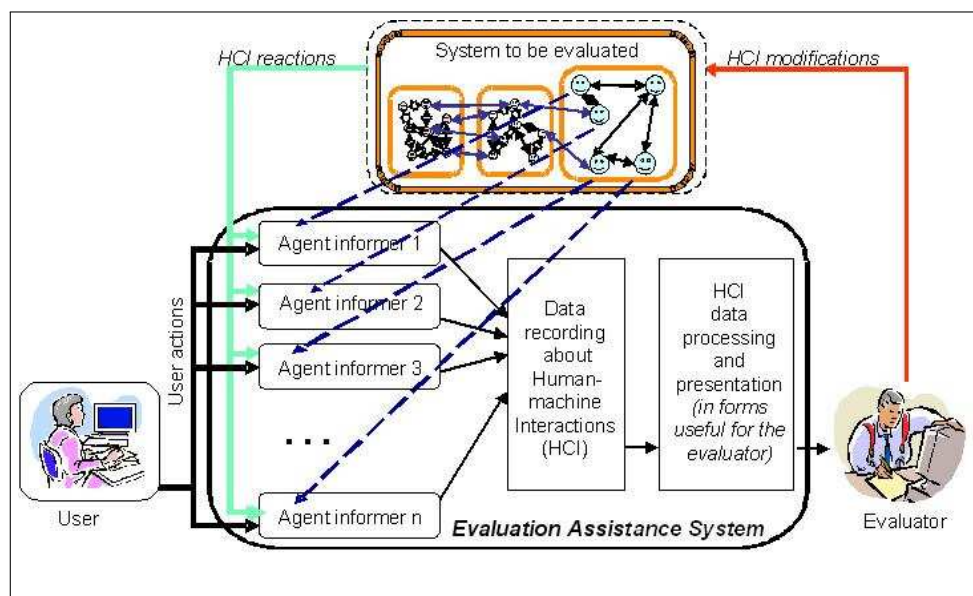 System to be evaluated
HCI reactions
HCI modifications
Agent informer 1
Agent informer 2
Agent informer 3
. . .
Agent informer n
User actions
Data
recording
about
Human-
machine
Interactions
(HCI)
HCI
data
processing
and
presentation
(in forms
useful for the
evaluator)
User
Evaluation Assistance System
Evaluator